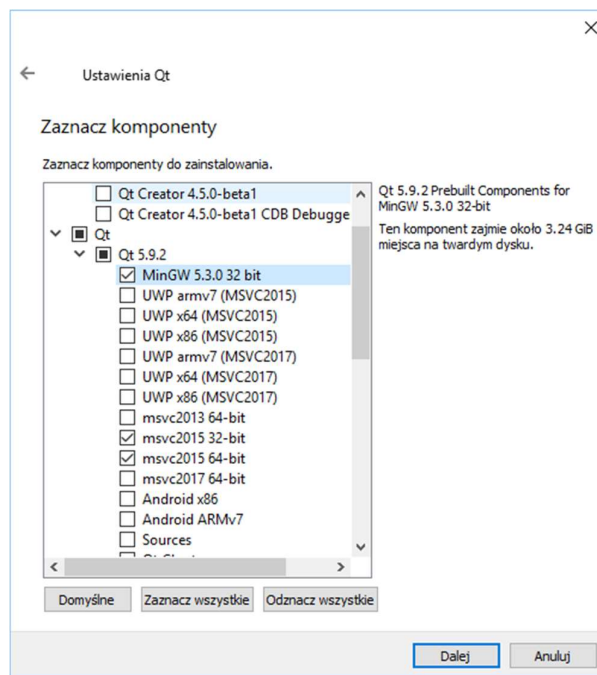 Ustawienia Qt
Zaznacz komponenty
Zaznacz komponenty do zainstalowania.
Qt Creator 4.5.0-beta1
Qt Creator 4.5.0-beta1 CDB Debugge
Qt
Qt 5.9.2
MinGW 5.3.0 32 bit
UWP armv7 (MSVC2015)
UWP x64 (MSVC2015)
UWP x86 (MSVC2015)
UWP armv7 (MSVC2017)
UWP x64 (MSVC2017)
UWP x86 (MSVC2017)
msvc2013 64-bit
msvc2015 32-bit
msvc2015 64-bit
msvc2017 64-bit
Android x86
Android ARMv7
Sources
Qt 5.9.2 Prebuilt Components for
MinGW 5.3.0 32-bit
Ten komponent zajmie około 3.24 GiB
miejsca na twardym dysku.
Domyślne Zaznacz wszystkie Odznacz wszystkie
Dalej Anuluj